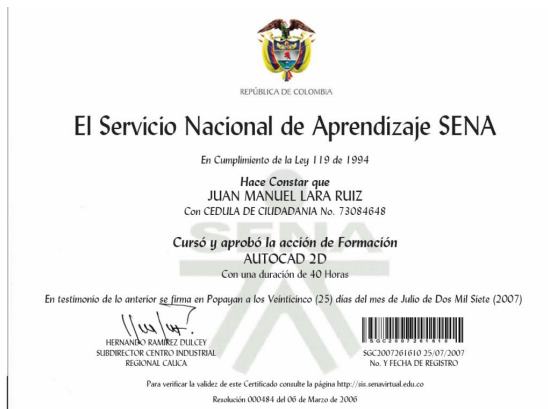 REPÚBLICA DE COLOMBIA
El Servicio Nacional de Aprendizaje SENA
En Cumplimiento de la Ley 119 de 1994
Hace Constar que
JUAN MANUEL LARA RUIZ
Con CEDULA DE CIUDADANIA No. 73084648
SENA
Cursó y aprobó la acción de Formación
AUTOCAD 2D
Con una duración de 40 Horas
En testimonio de lo anterior se firma en Popayan a los Veinticinco (25) días del mes de Julio de Dos Mil Siete (2007)
HERNANDO RAMIREZ DULCEY
SUBDIRECTOR CENTRO INDUSTRIAL
REGIONAL CAUCA
SGC2007261610
SGC2007261610 25/07/2007
No. Y FECHA DE REGISTRO
Para verificar la validez de este Certificado consulte la página http://sis.senavirtual.edu.co
Resolución 000484 del 06 de Marzo de 2006